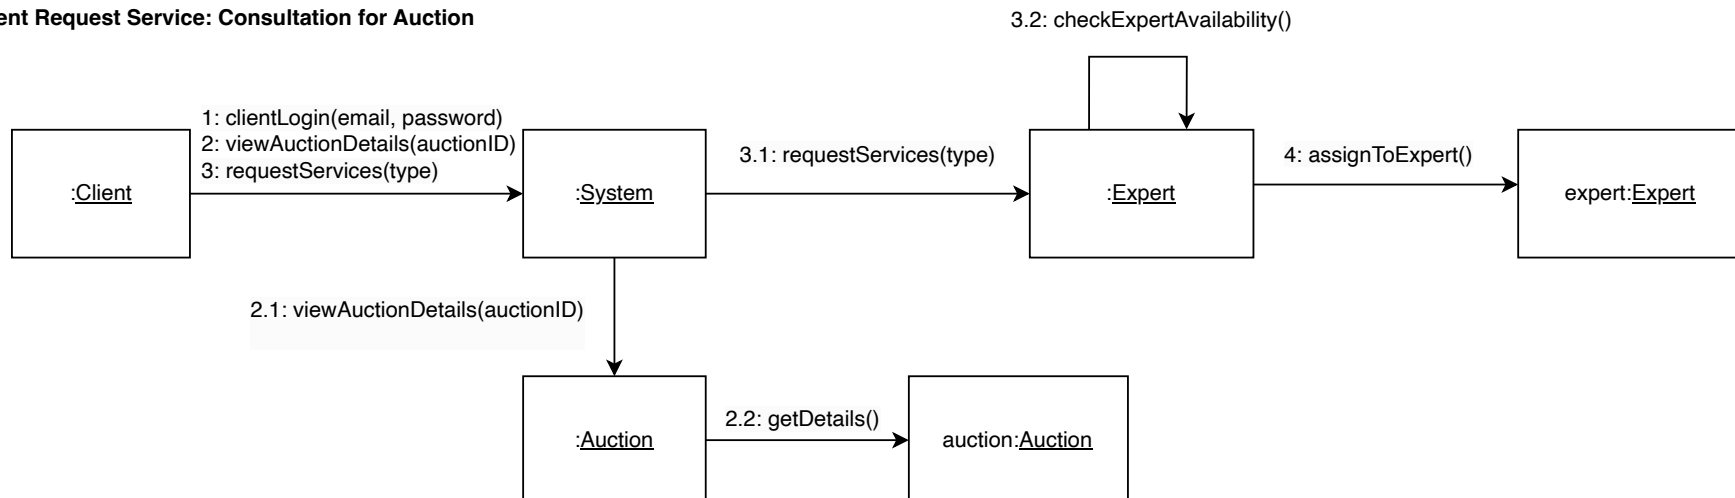 ent Request Service: Consultation for Auction
3.2: checkExpertAvailability()
1: clientLogin(email, password)
2: viewAuctionDetails(auctionID)
3: requestServices(type)
3.1: requestServices(type)
4: assignToExpert()
:Client
:System
:Expert
expert:Expert
2.1: viewAuctionDetails(auctionID)
2.2: getDetails()
:Auction
auction:Auction